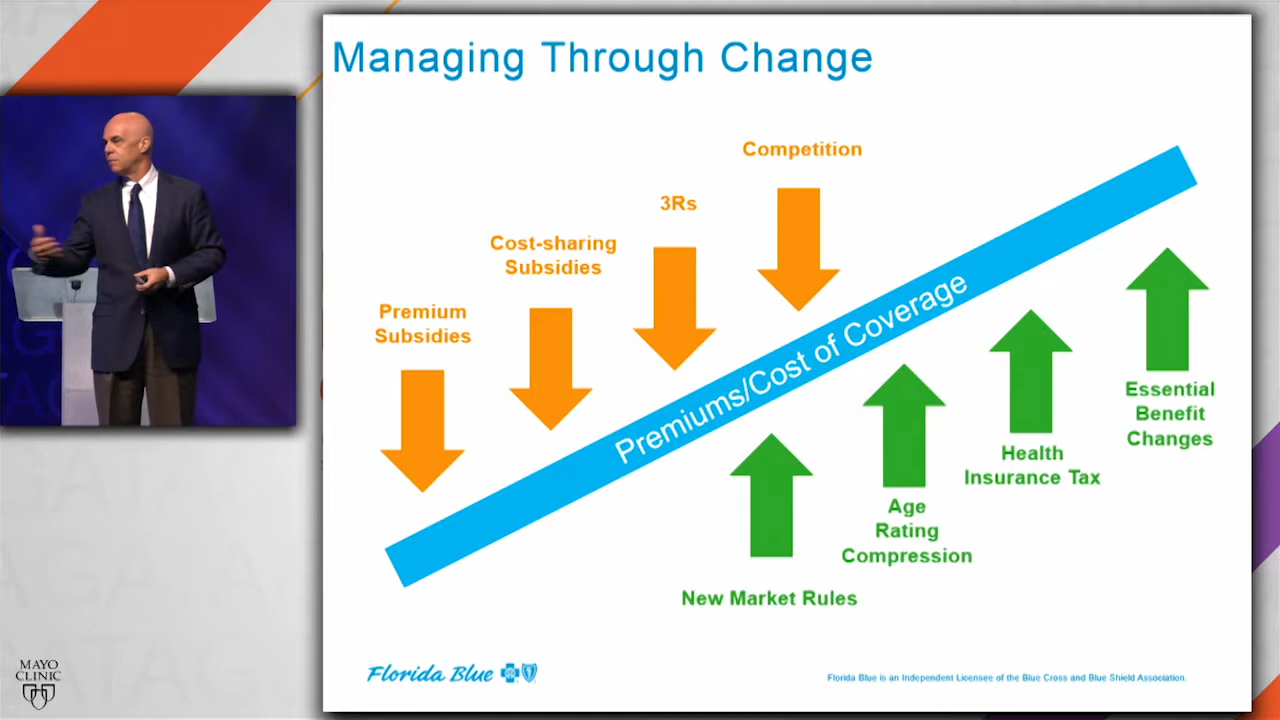 Managing Through Change
Competition
3Rs
Cost-sharing
Subsidies
Premium
Subsidies
Premiums/Cost of Coverage
Essential
Benefit
Changes
Health
Insurance Tax
Age
Rating
Compression
New Market Rules
Florida Blue
Florida Blue is an Independent Licensee of the Blue Cross and Blue Shield Association.
MAYO
CLINIC